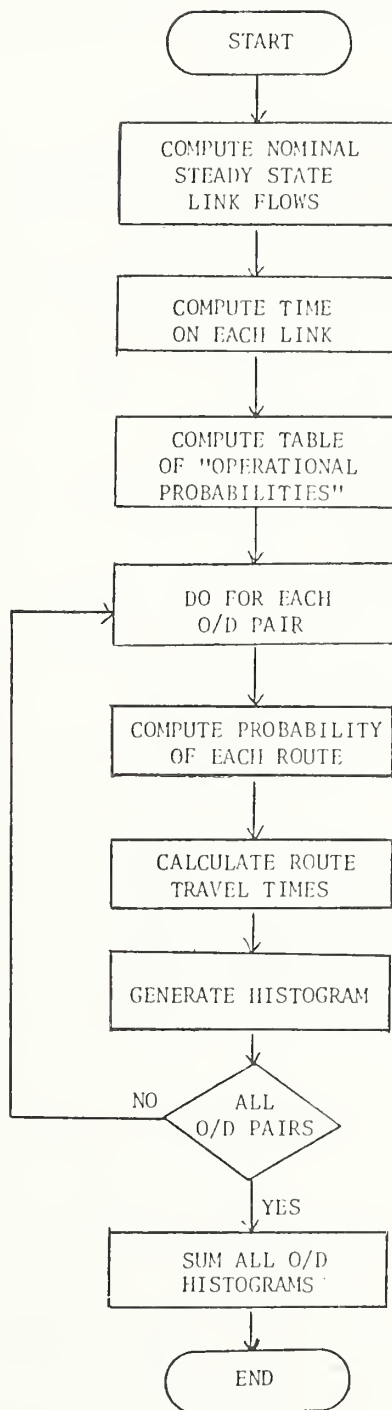 START
COMPUTE NOMINAL
STEADY STATE
LINK FLOWS
COMPUTE TIME
ON EACH LINK
COMPUTE TABLE
OF "OPERATIONAL
PROBABILITIES"
DO FOR EACH
O/D PAIR
COMPUTE PROBABILITY
OF EACH ROUTE
CALCULATE ROUTE
TRAVEL TIMES
GENERATE HISTOGRAM
NO
ALL
O/D PAIRS
YES
SUM ALL O/D
HISTOGRAMS
END